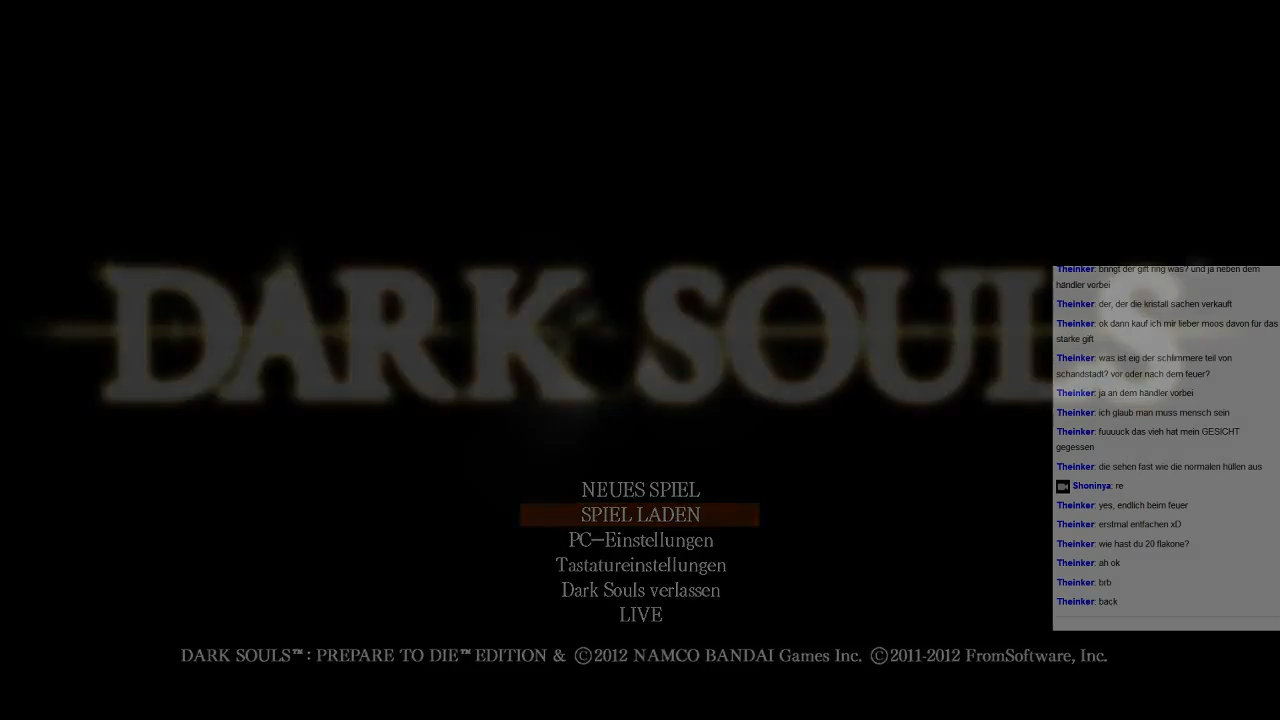 DARK SOULS
Theinker: bringt der gift ring was? und ja neben dem
händler vorbei
Theinker: der, der die kristall sachen verkauft
Theinker: ok dann kauf ich mir lieber moos davon für das
starke gift
Theinker: was ist eig der schlimmere teil von
schandstadt? vor oder nach dem feuer?
Theinker: ja an dem händler vorbei
Theinker: ich glaub man muss mensch sein
Theinker: fuuuuck das vieh hat mein GESICHT
gegessen
Theinker: die sehen fast wie die normalen hüllen aus
Shoninya: re
Theinker: yes, endlich beim feuer
Theinker: erstmal entfachen xD
Theinker: wie hast du 20 flakone?
Theinker: ah ok
Theinker: brb
Theinker: back
NEUES SPIEL
SPIEL LADEN
PC-Einstellungen
Tastatureinstellungen
Dark Souls verlassen
LIVE
DARK SOULS™: PREPARE TO DIE™ EDITION & ©2012 NAMCO BANDAI Games Inc. ©2011-2012 FromSoftware, Inc.